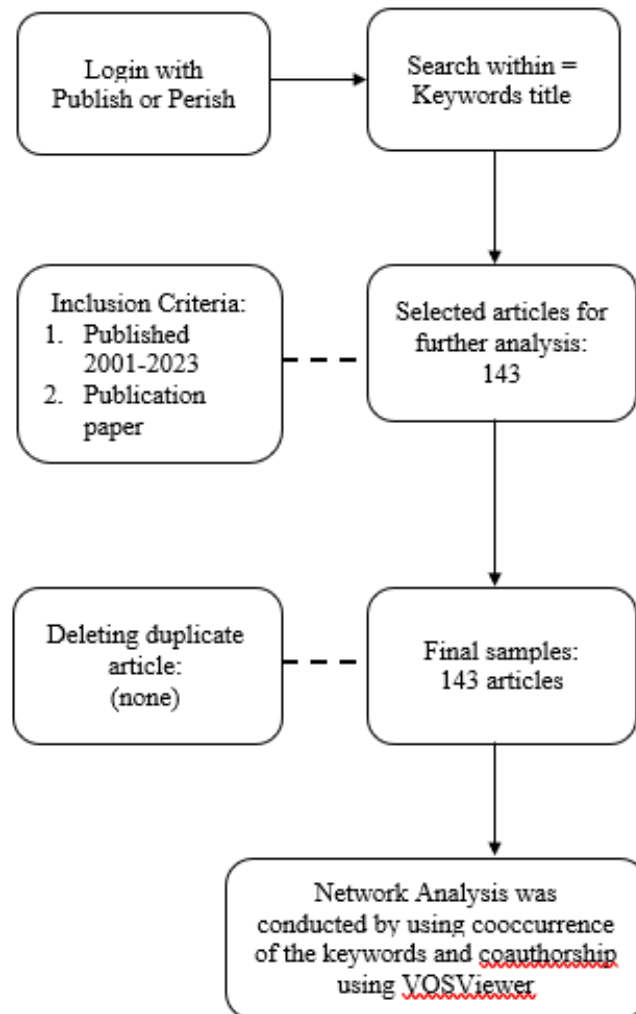 Login with
Publish or Perish
Search within =
Keywords title
Inclusion Criteria:
1. Published
2001-2023
2. Publication
paper
Selected articles for
further analysis:
143
Deleting duplicate
article:
(none)
Final samples:
143 articles
Network Analysis was
conducted by using cooccurrence
of the keywords and coauthorship
using VOSViewer